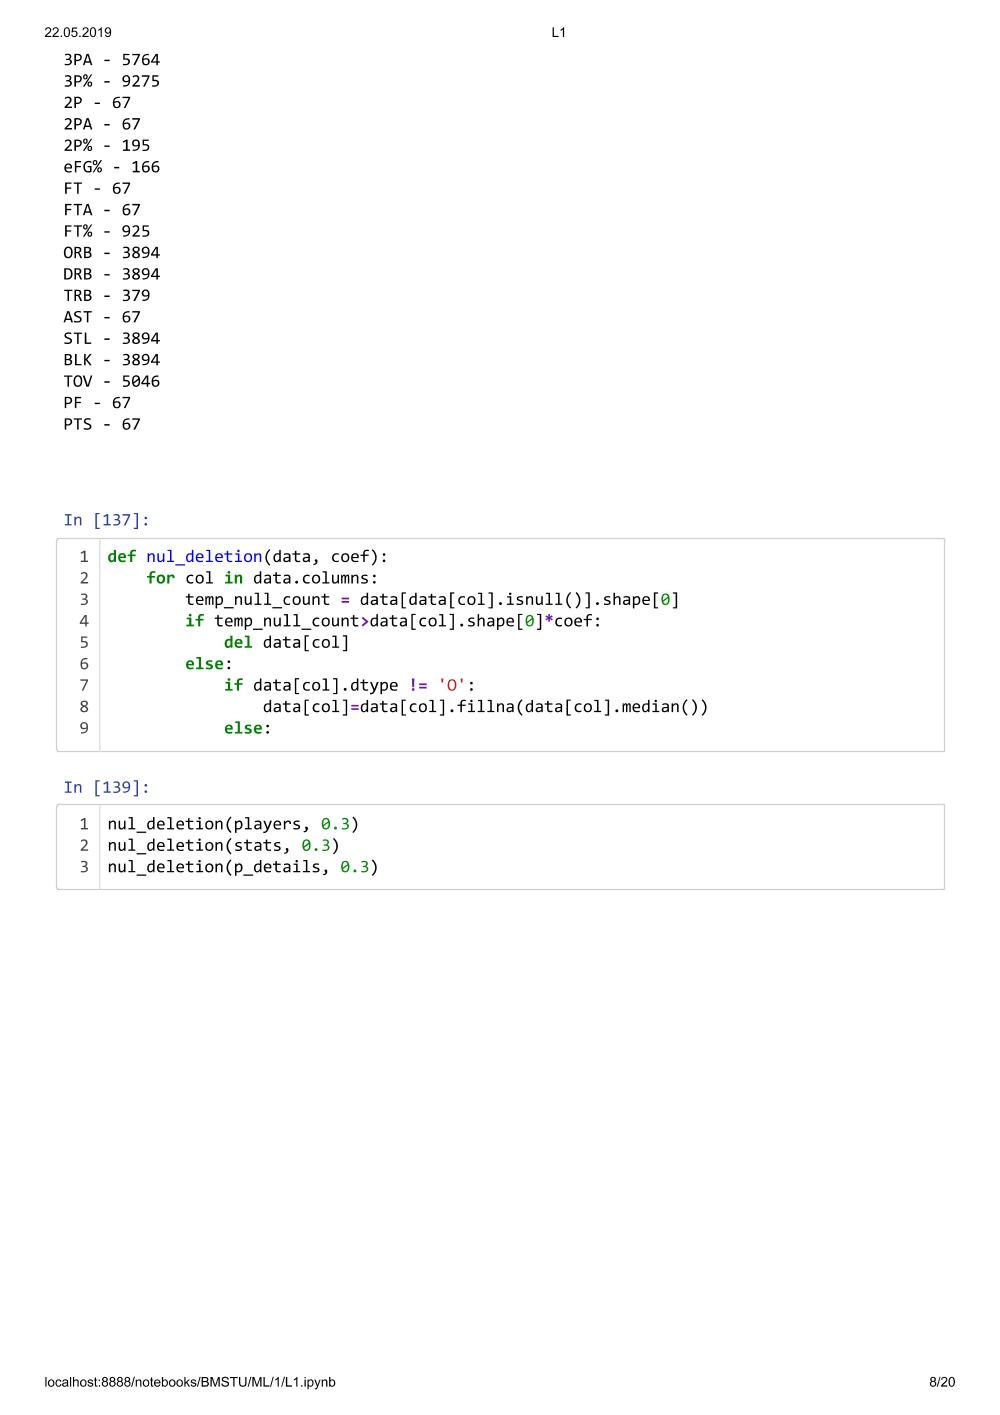 22.05.2019 L1
3PA - 5764
3P% - 9275
2P - 67
2PA - 67
2P% - 195
eFG% - 166
FT - 67
FTA - 67
FT% - 925
ORB - 3894
DRB - 3894
TRB - 379
AST - 67
STL - 3894
BLK - 3894
TOV - 5046
PF - 67
PTS - 67
In [137]:
1 def nul_deletion(data, coef):
2     for col in data.columns:
3         temp_null_count = data[data[col].isnull()].shape[0]
4         if temp_null_count>data[col].shape[0]*coef:
5             del data[col]
6         else:
7             if data[col].dtype != 'O':
8                 data[col]=data[col].fillna(data[col].median())
9             else:
In [139]:
1 nul_deletion(players, 0.3)
2 nul_deletion(stats, 0.3)
3 nul_deletion(p_details, 0.3)
localhost:8888/notebooks/BMSTU/ML/1/L1.ipynb 8/20